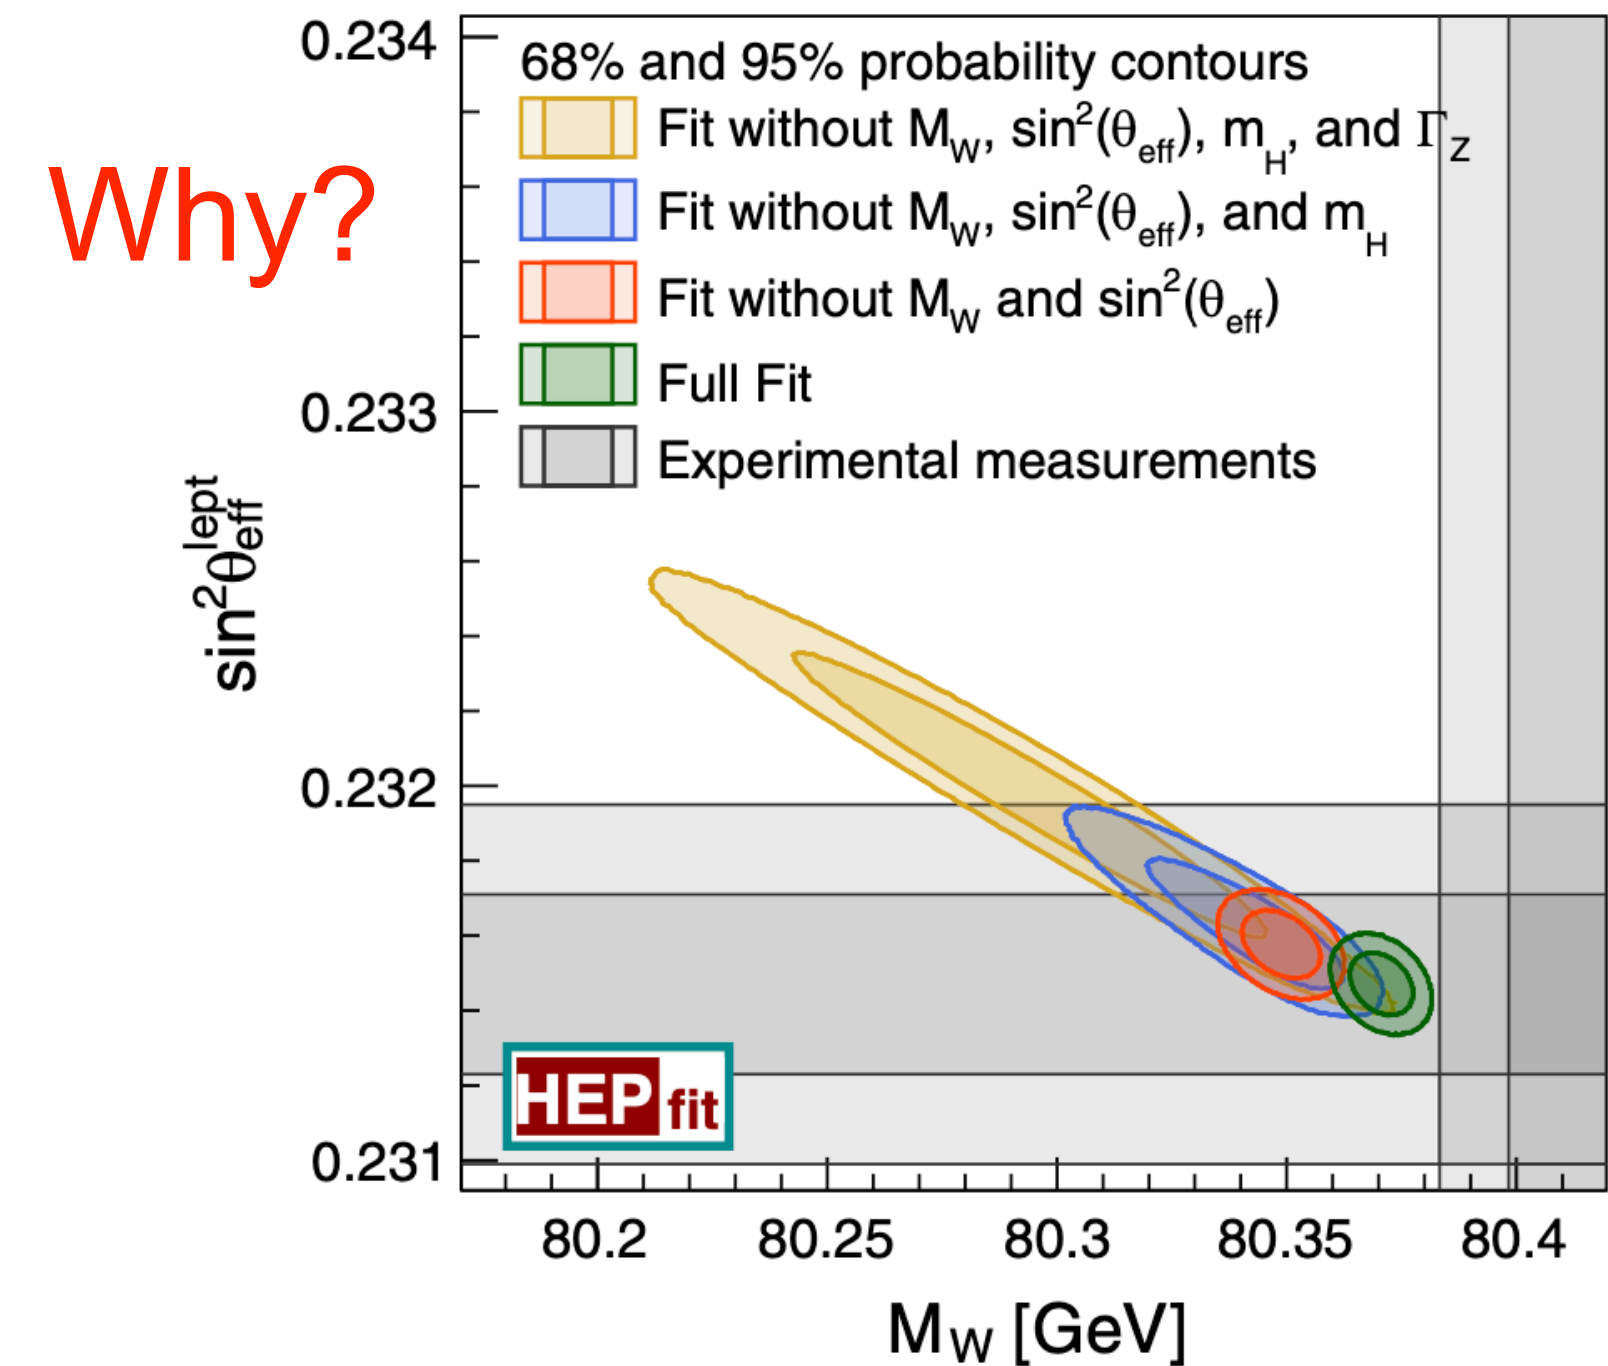 Why?
68% and 95% probability contours
Fit without M_W, sin²(θ_eff), m_H, and Γ_Z
Fit without M_W, sin²(θ_eff), and m_H
Fit without M_W and sin²(θ_eff)
Full Fit
Experimental measurements
sin²θ_eff^lept
0.234
0.233
0.232
0.231
HEP fit
80.2 80.25 80.3 80.35 80.4
M_W [GeV]